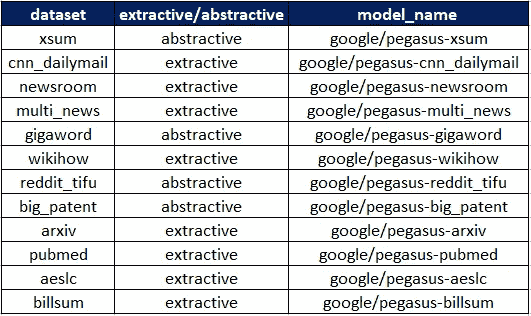 dataset extractive/abstractive model_name
xsum abstractive google/pegasus-xsum
cnn_dailymail extractive google/pegasus-cnn_dailymail
newsroom extractive google/pegasus-newsroom
multi_news extractive google/pegasus-multi_news
gigaword abstractive google/pegasus-gigaword
wikihow extractive google/pegasus-wikihow
reddit_tifu abstractive google/pegasus-reddit_tifu
big_patent abstractive google/pegasus-big_patent
arxiv extractive google/pegasus-arxiv
pubmed extractive google/pegasus-pubmed
aeslc extractive google/pegasus-aeslc
billsum extractive google/pegasus-billsum